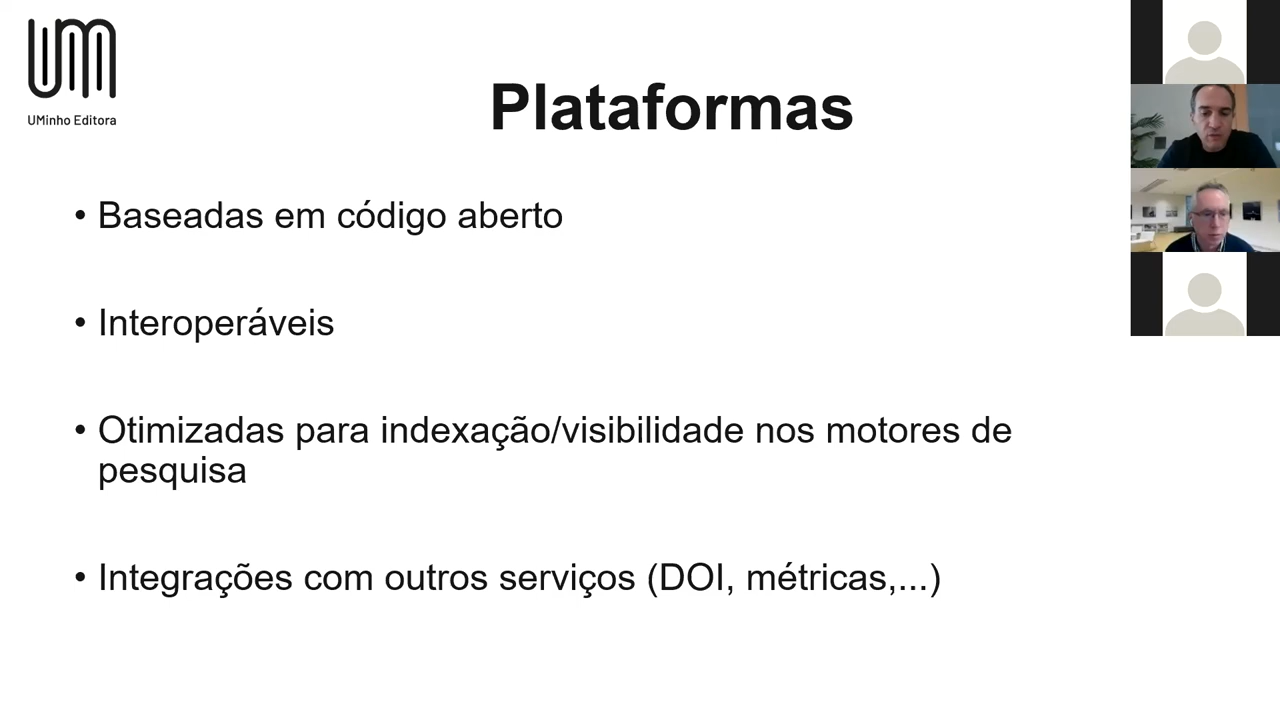 UM
UMinho Editora
Plataformas
• Baseadas em código aberto
• Interoperáveis
• Otimizadas para indexação/visibilidade nos motores de
pesquisa
• Integrações com outros serviços (DOI, métricas,...)